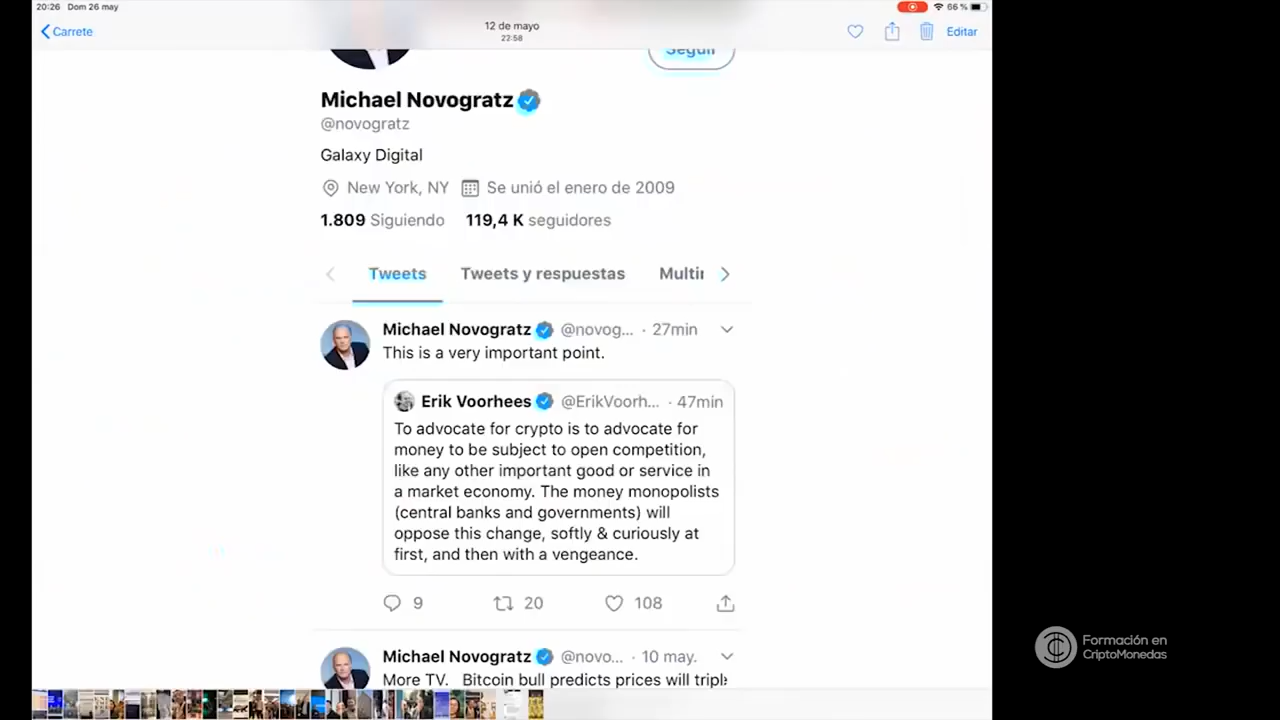 20:26 Dom 26 may
66 %
Carrete
12 de mayo
22:58
Editar
Seguir
Michael Novogratz
@novogratz
Galaxy Digital
New York, NY Se unió el enero de 2009
1.809 Siguiendo 119,4 K seguidores
Tweets Tweets y respuestas Multir
Michael Novogratz @novog... · 27min
This is a very important point.
Erik Voorhees @ErikVoorh... · 47min
To advocate for crypto is to advocate for
money to be subject to open competition,
like any other important good or service in
a market economy. The money monopolists
(central banks and governments) will
oppose this change, softly & curiously at
first, and then with a vengeance.
9 20 108
Michael Novogratz @novo... · 10 may.
More TV. Bitcoin bull predicts prices will triple
Formación en
CriptoMonedas